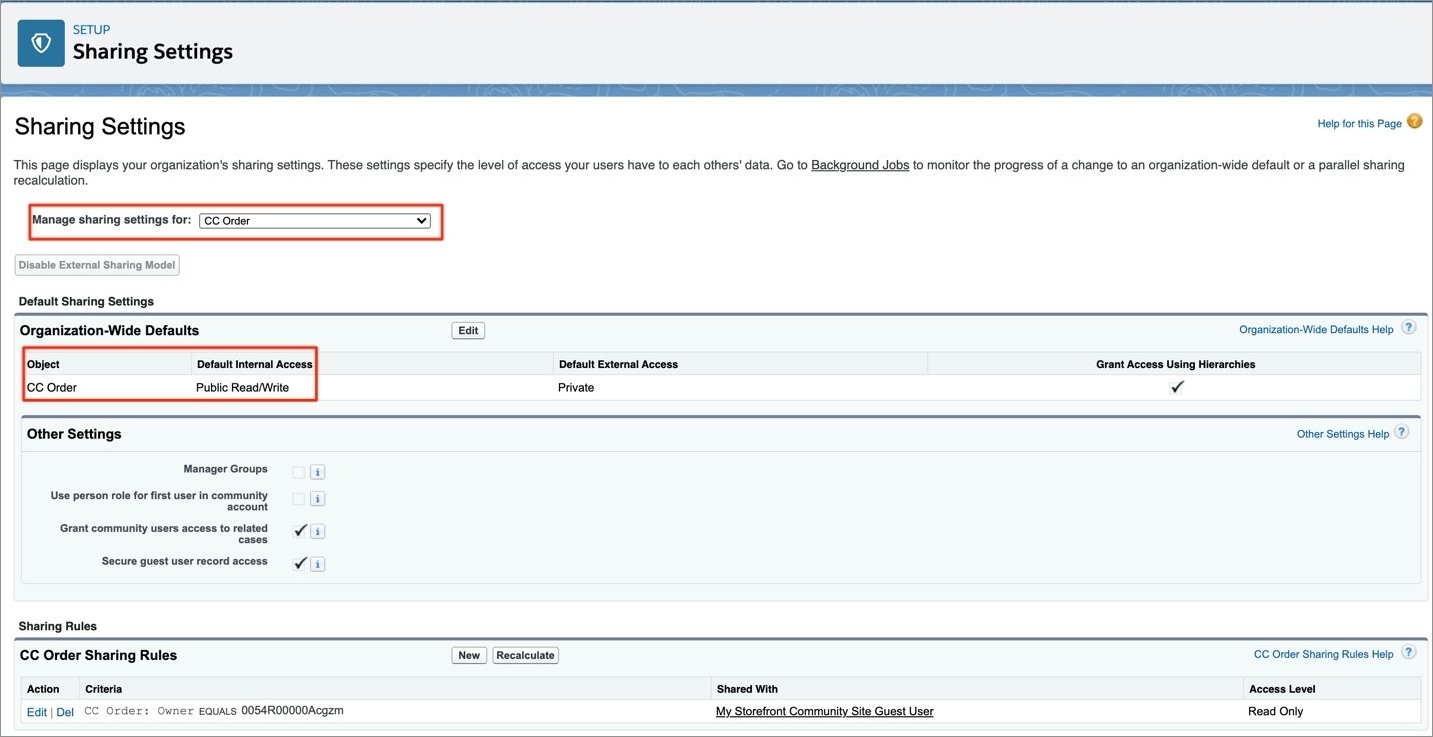 SETUP
Sharing Settings
Sharing Settings
Help for this Page ?
This page displays your organization's sharing settings. These settings specify the level of access your users have to each others' data. Go to Background Jobs to monitor the progress of a change to an organization-wide default or a parallel sharing
recalculation.
Manage sharing settings for: CC Order
Disable External Sharing Model
Default Sharing Settings
Organization-Wide Defaults Edit Organization-Wide Defaults Help ?
Object Default Internal Access Default External Access Grant Access Using Hierarchies
CC Order Public Read/Write Private
Other Settings Other Settings Help ?
Manager Groups i
Use person role for first user in community
account i
Grant community users access to related
cases i
Secure guest user record access i
Sharing Rules
CC Order Sharing Rules New Recalculate CC Order Sharing Rules Help ?
Action Criteria Shared With Access Level
Edit | Del CC Order: Owner EQUALS 0054R00000Acgzm My Storefront Community Site Guest User Read Only